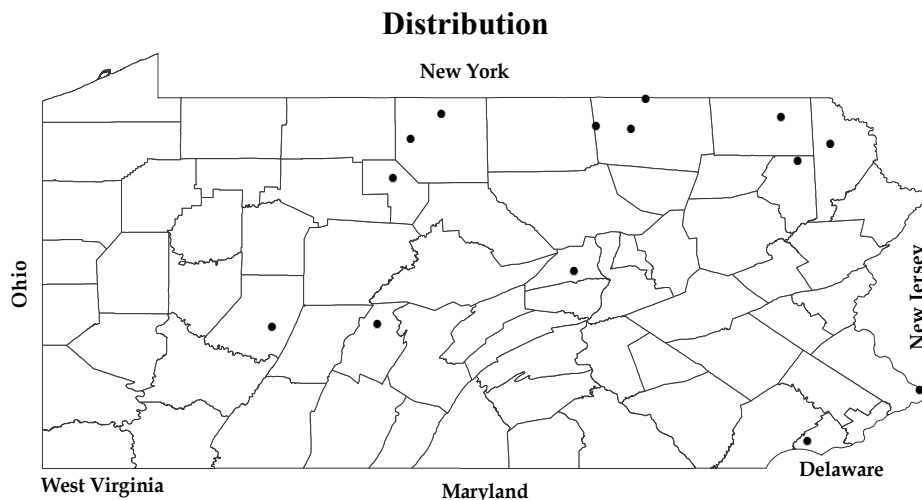 Distribution
New York
Ohio
New Jersey
West Virginia
Maryland
Delaware